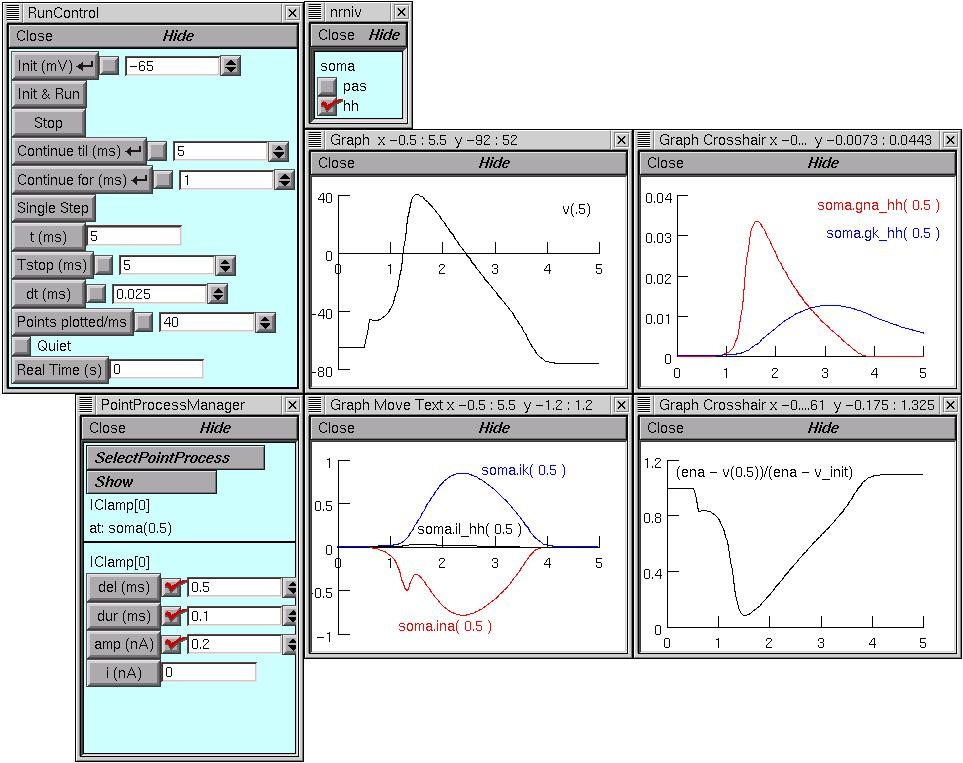 RunControl
Close Hide
Init (mV) −65
Init & Run
Stop
Continue til (ms) 5
Continue for (ms) 1
Single Step
t (ms) 5
Tstop (ms) 5
dt (ms) 0.025
Points plotted/ms 40
Quiet
Real Time (s) 0
nrniv
Close Hide
soma
pas
hh
Graph x −0.5 : 5.5 y −92 : 52
Close Hide
v(.5)
40
0
−40
−80
0 1 2 3 4 5
Graph Crosshair x −0... y −0.0073 : 0.0443
Close Hide
soma.gna_hh( 0.5 )
soma.gk_hh( 0.5 )
0.04
0.03
0.02
0.01
0
0 1 2 3 4 5
PointProcessManager
Close Hide
SelectPointProcess
Show
IClamp[0]
at: soma(0.5)
IClamp[0]
del (ms) 0.5
dur (ms) 0.1
amp (nA) 0.2
i (nA) 0
Graph Move Text x −0.5 : 5.5 y −1.2 : 1.2
Close Hide
soma.ik( 0.5 )
soma.il_hh( 0.5 )
soma.ina( 0.5 )
1
0.5
0
−0.5
−1
0 1 2 3 4 5
Graph Crosshair x −0....61 y −0.175 : 1.325
Close Hide
(ena − v(0.5))/(ena − v_init)
1.2
0.8
0.4
0
0 1 2 3 4 5